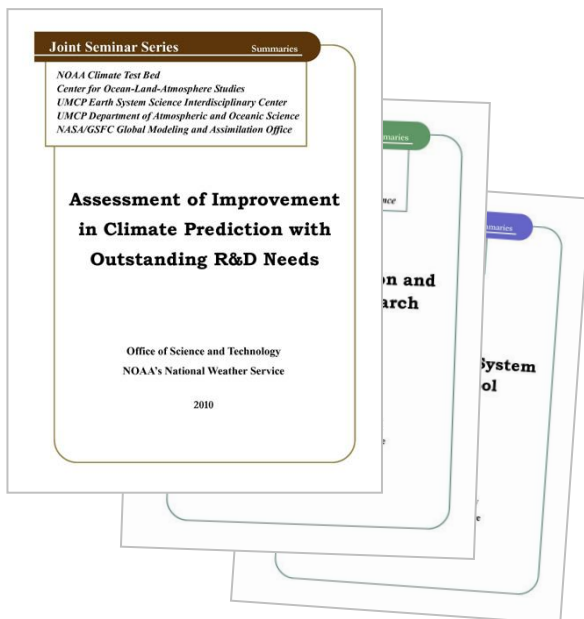 Joint Seminar Series Summaries
NOAA Climate Test Bed
Center for Ocean-Land-Atmosphere Studies
UMCP Earth System Science Interdisciplinary Center
UMCP Department of Atmospheric and Oceanic Science
NASA/GSFC Global Modeling and Assimilation Office
Assessment of Improvement
in Climate Prediction with
Outstanding R&D Needs
Office of Science and Technology
NOAA's National Weather Service
2010
maries
nce
n and
arch
e
maries
System
ol
e